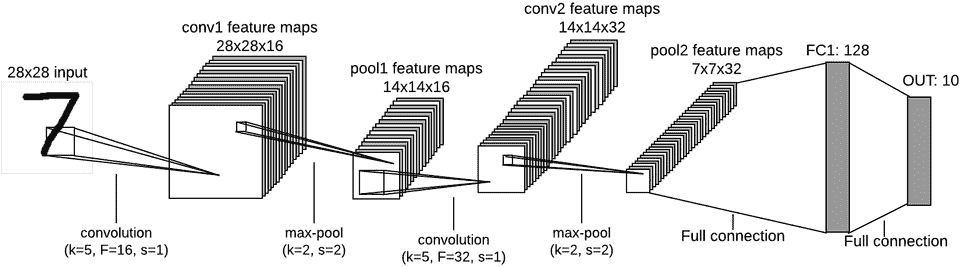 28x28 input
conv1 feature maps
28x28x16
pool1 feature maps
14x14x16
conv2 feature maps
14x14x32
pool2 feature maps
7x7x32
FC1: 128
OUT: 10
7
convolution
(k=5, F=16, s=1)
max-pool
(k=2, s=2)
convolution
(k=5, F=32, s=1)
max-pool
(k=2, s=2)
Full connection
Full connection